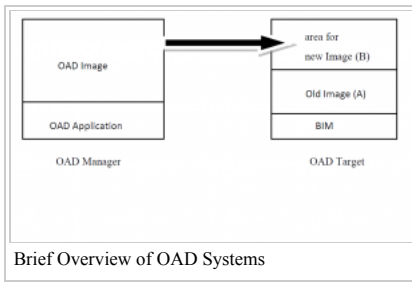 OAD Image
OAD Application
OAD Manager
area for
new Image (B)
Old Image (A)
BIM
OAD Target
Brief Overview of OAD Systems